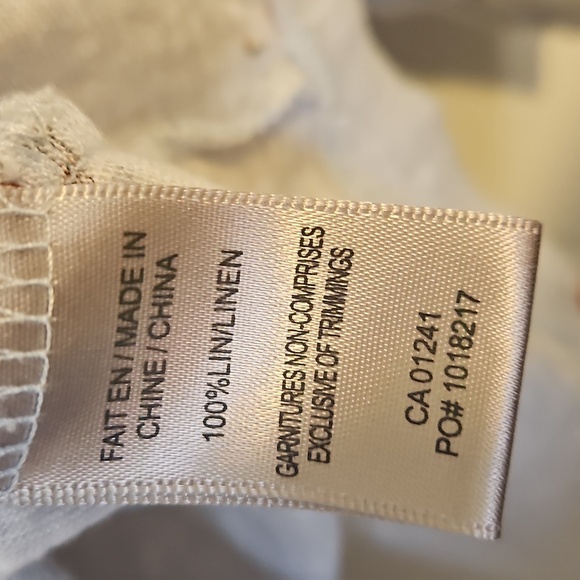 FAIT EN / MADE IN
CHINE / CHINA
100%LIN/LINEN
GARNITURES NON-COMPRISES
EXCLUSIVE OF TRIMMINGS
CA 01241
PO# 1018217